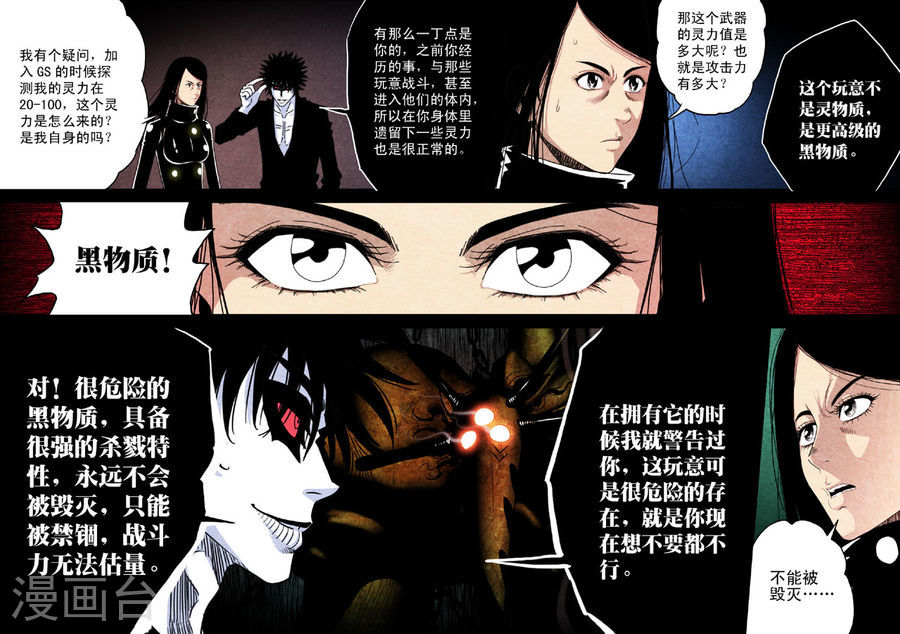 我有个疑问，加
入 GS 的时候探
测我的灵力在
20-100，这个灵
力是怎么来的？
是我自身的吗？
有那么一丁点是
你的，之前你经
历的事，与那些
玩意战斗，甚至
进入他们的体内，
所以在你身体里
遗留下一些灵力
也是很正常的。
那这个武器
的灵力值是
多大呢？也
就是攻击力
有多大？
这个玩意不
是灵物质，
是更高级的
黑物质。
黑物质！
对！很危险的
黑物质，具备
很强的杀戮特
性，永远不会
被毁灭，只能
被禁锢，战斗
力无法估量。
在拥有它的时
候我就警告过
你，这玩意可
是很危险的存
在，就是你现
在想不要都不
行。
不能被
毁灭……
漫画台